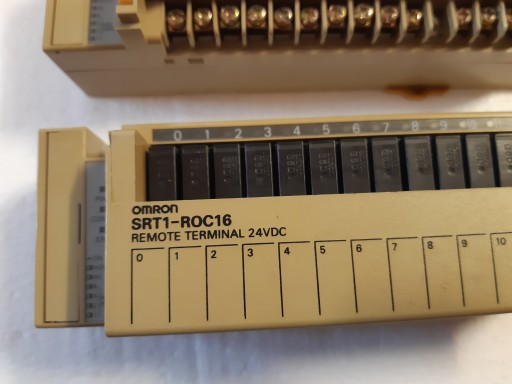 0 1 2 3 4 5 6 7 8 9
OMRON
SRT1-ROC16
REMOTE TERMINAL 24VDC
0 1 2 3 4 5 6 7 8 9 10